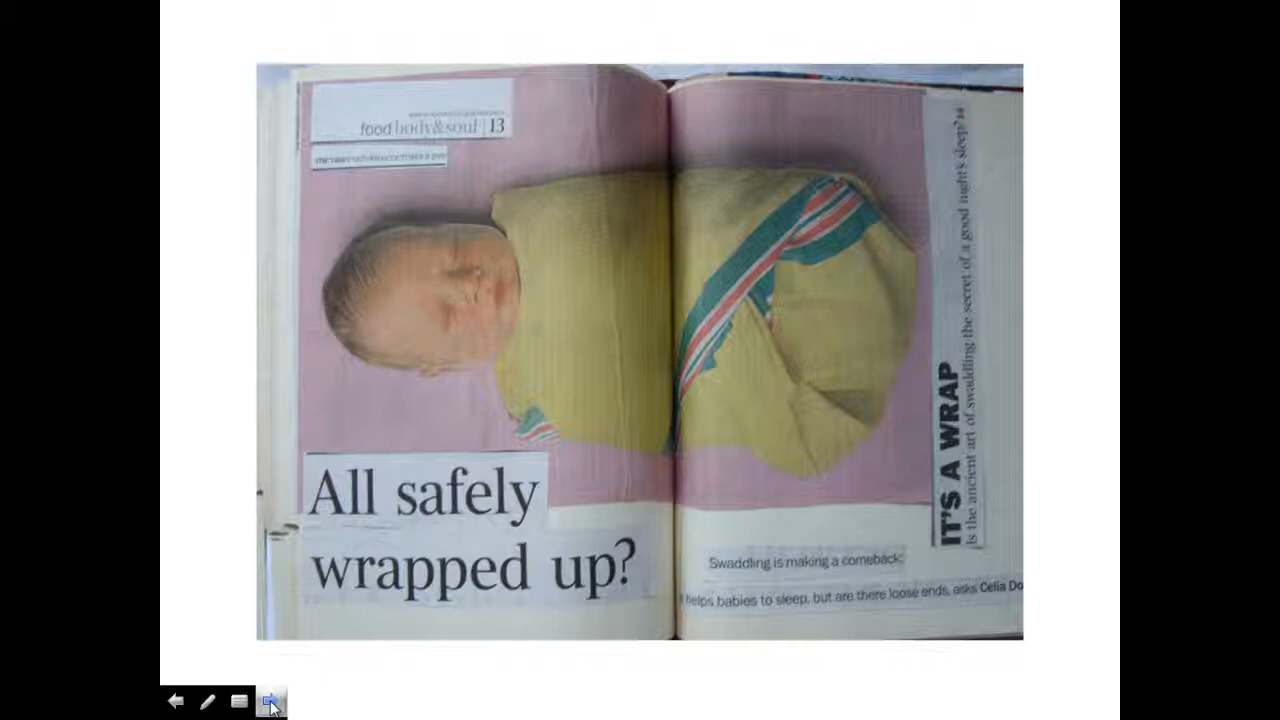 food body&soul 13
All safely
wrapped up?
Swaddling is making a comeback:
helps babies to sleep, but are there loose ends, asks Celia Do
IT'S A WRAP
Is the ancient art of swaddling the secret of a good night's sleep?